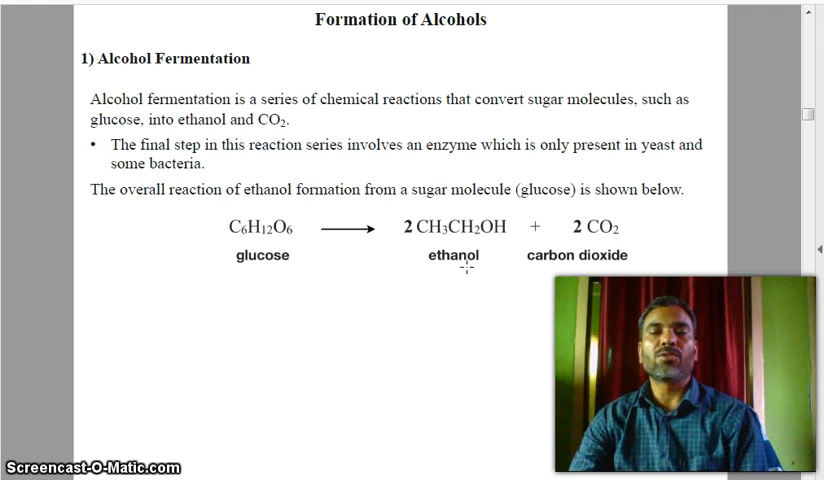 Formation of Alcohols
1) Alcohol Fermentation
Alcohol fermentation is a series of chemical reactions that convert sugar molecules, such as
glucose, into ethanol and CO₂.
• The final step in this reaction series involves an enzyme which is only present in yeast and
some bacteria.
The overall reaction of ethanol formation from a sugar molecule (glucose) is shown below.
C₆H₁₂O₆ ⟶ 2 CH₃CH₂OH + 2 CO₂
glucose ethanol carbon dioxide
Screencast-O-Matic.com